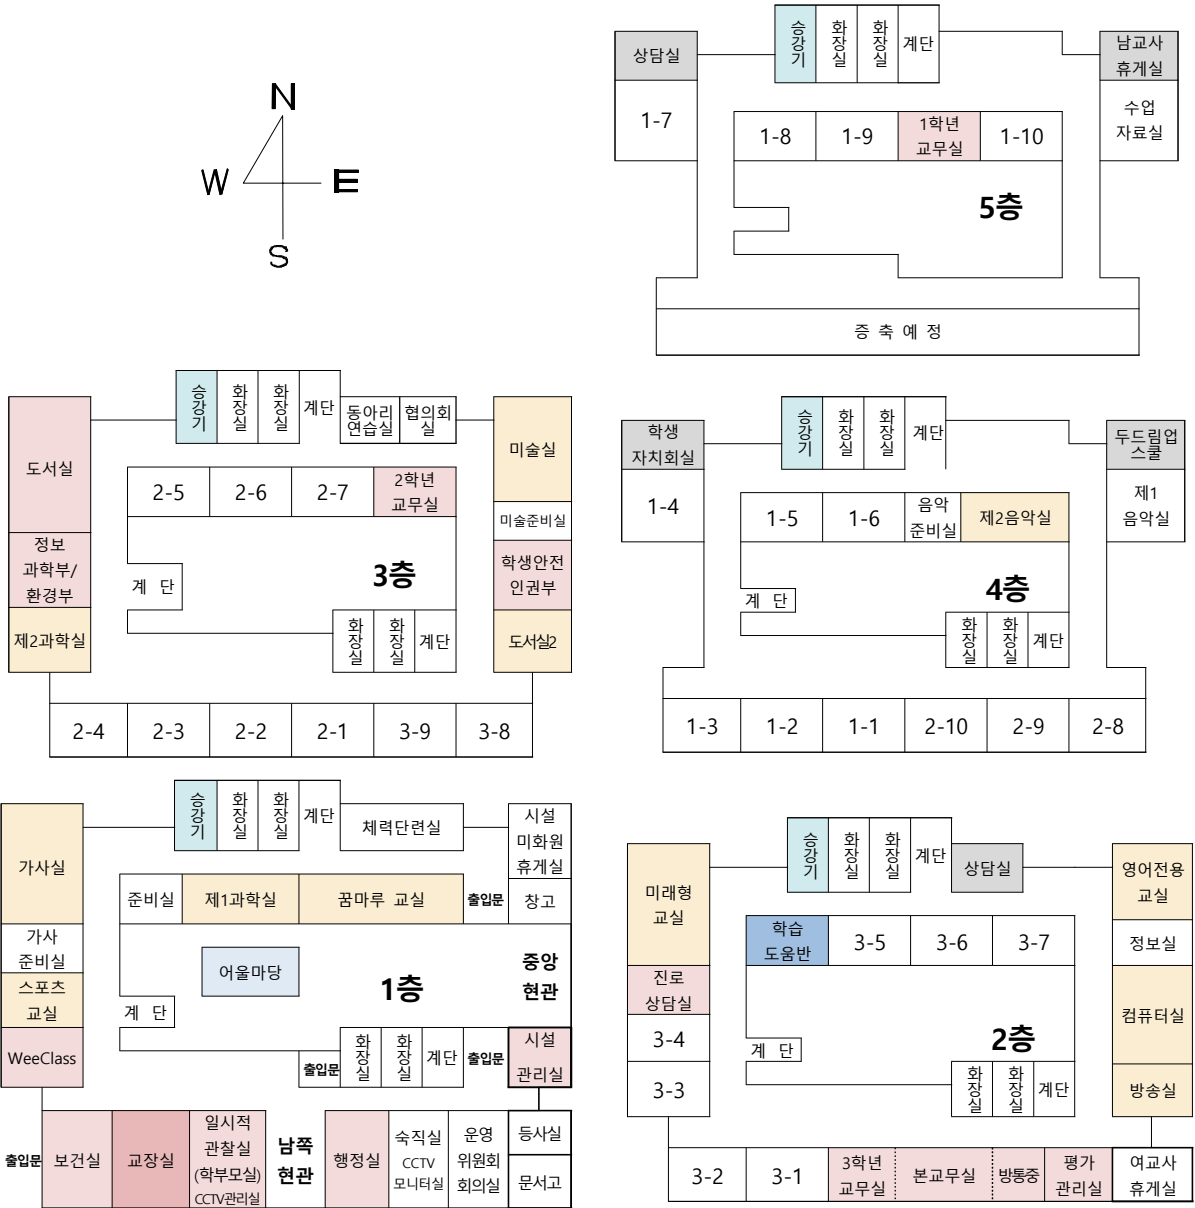 N
W
E
S
상담실
승강기
화장실
화장실
계단
남교사
휴게실
1-7
수업
자료실
1-8
1-9
1학년
교무실
1-10
5층
증 축 예 정
도서실
승강기
화장실
화장실
계단
동아리
연습실
협의회
실
미술실
2-5
2-6
2-7
2학년
교무실
미술준비실
정보
과학부/
환경부
계 단
3층
학생안전
인권부
제2과학실
화장실
화장실
계단
도서실2
2-4
2-3
2-2
2-1
3-9
3-8
학생
자치회실
승강기
화장실
화장실
계단
두드림업
스쿨
1-4
제1
음악실
1-5
1-6
음악
준비실
제2음악실
계 단
4층
화장실
화장실
계단
1-3
1-2
1-1
2-10
2-9
2-8
가사실
승강기
화장실
화장실
계단
체력단련실
시설
미화원
휴게실
준비실
제1과학실
꿈마루 교실
출입문
창고
가사
준비실
어울마당
중앙
현관
스포츠
교실
계 단
1층
WeeClass
출입문
화장실
화장실
계단
출입문
시설
관리실
출입문
보건실
교장실
일시적
관찰실
(학부모실)
CCTV관리실
남쪽
현관
행정실
숙직실
CCTV
모니터실
운영
위원회
회의실
등사실
문서고
미래형
교실
승강기
화장실
화장실
계단
상담실
영어전용
교실
학습
도움반
3-5
3-6
3-7
정보실
진로
상담실
컴퓨터실
3-4
계 단
2층
3-3
화장실
화장실
계단
방송실
3-2
3-1
3학년
교무실
본교무실
방통중
평가
관리실
여교사
휴게실